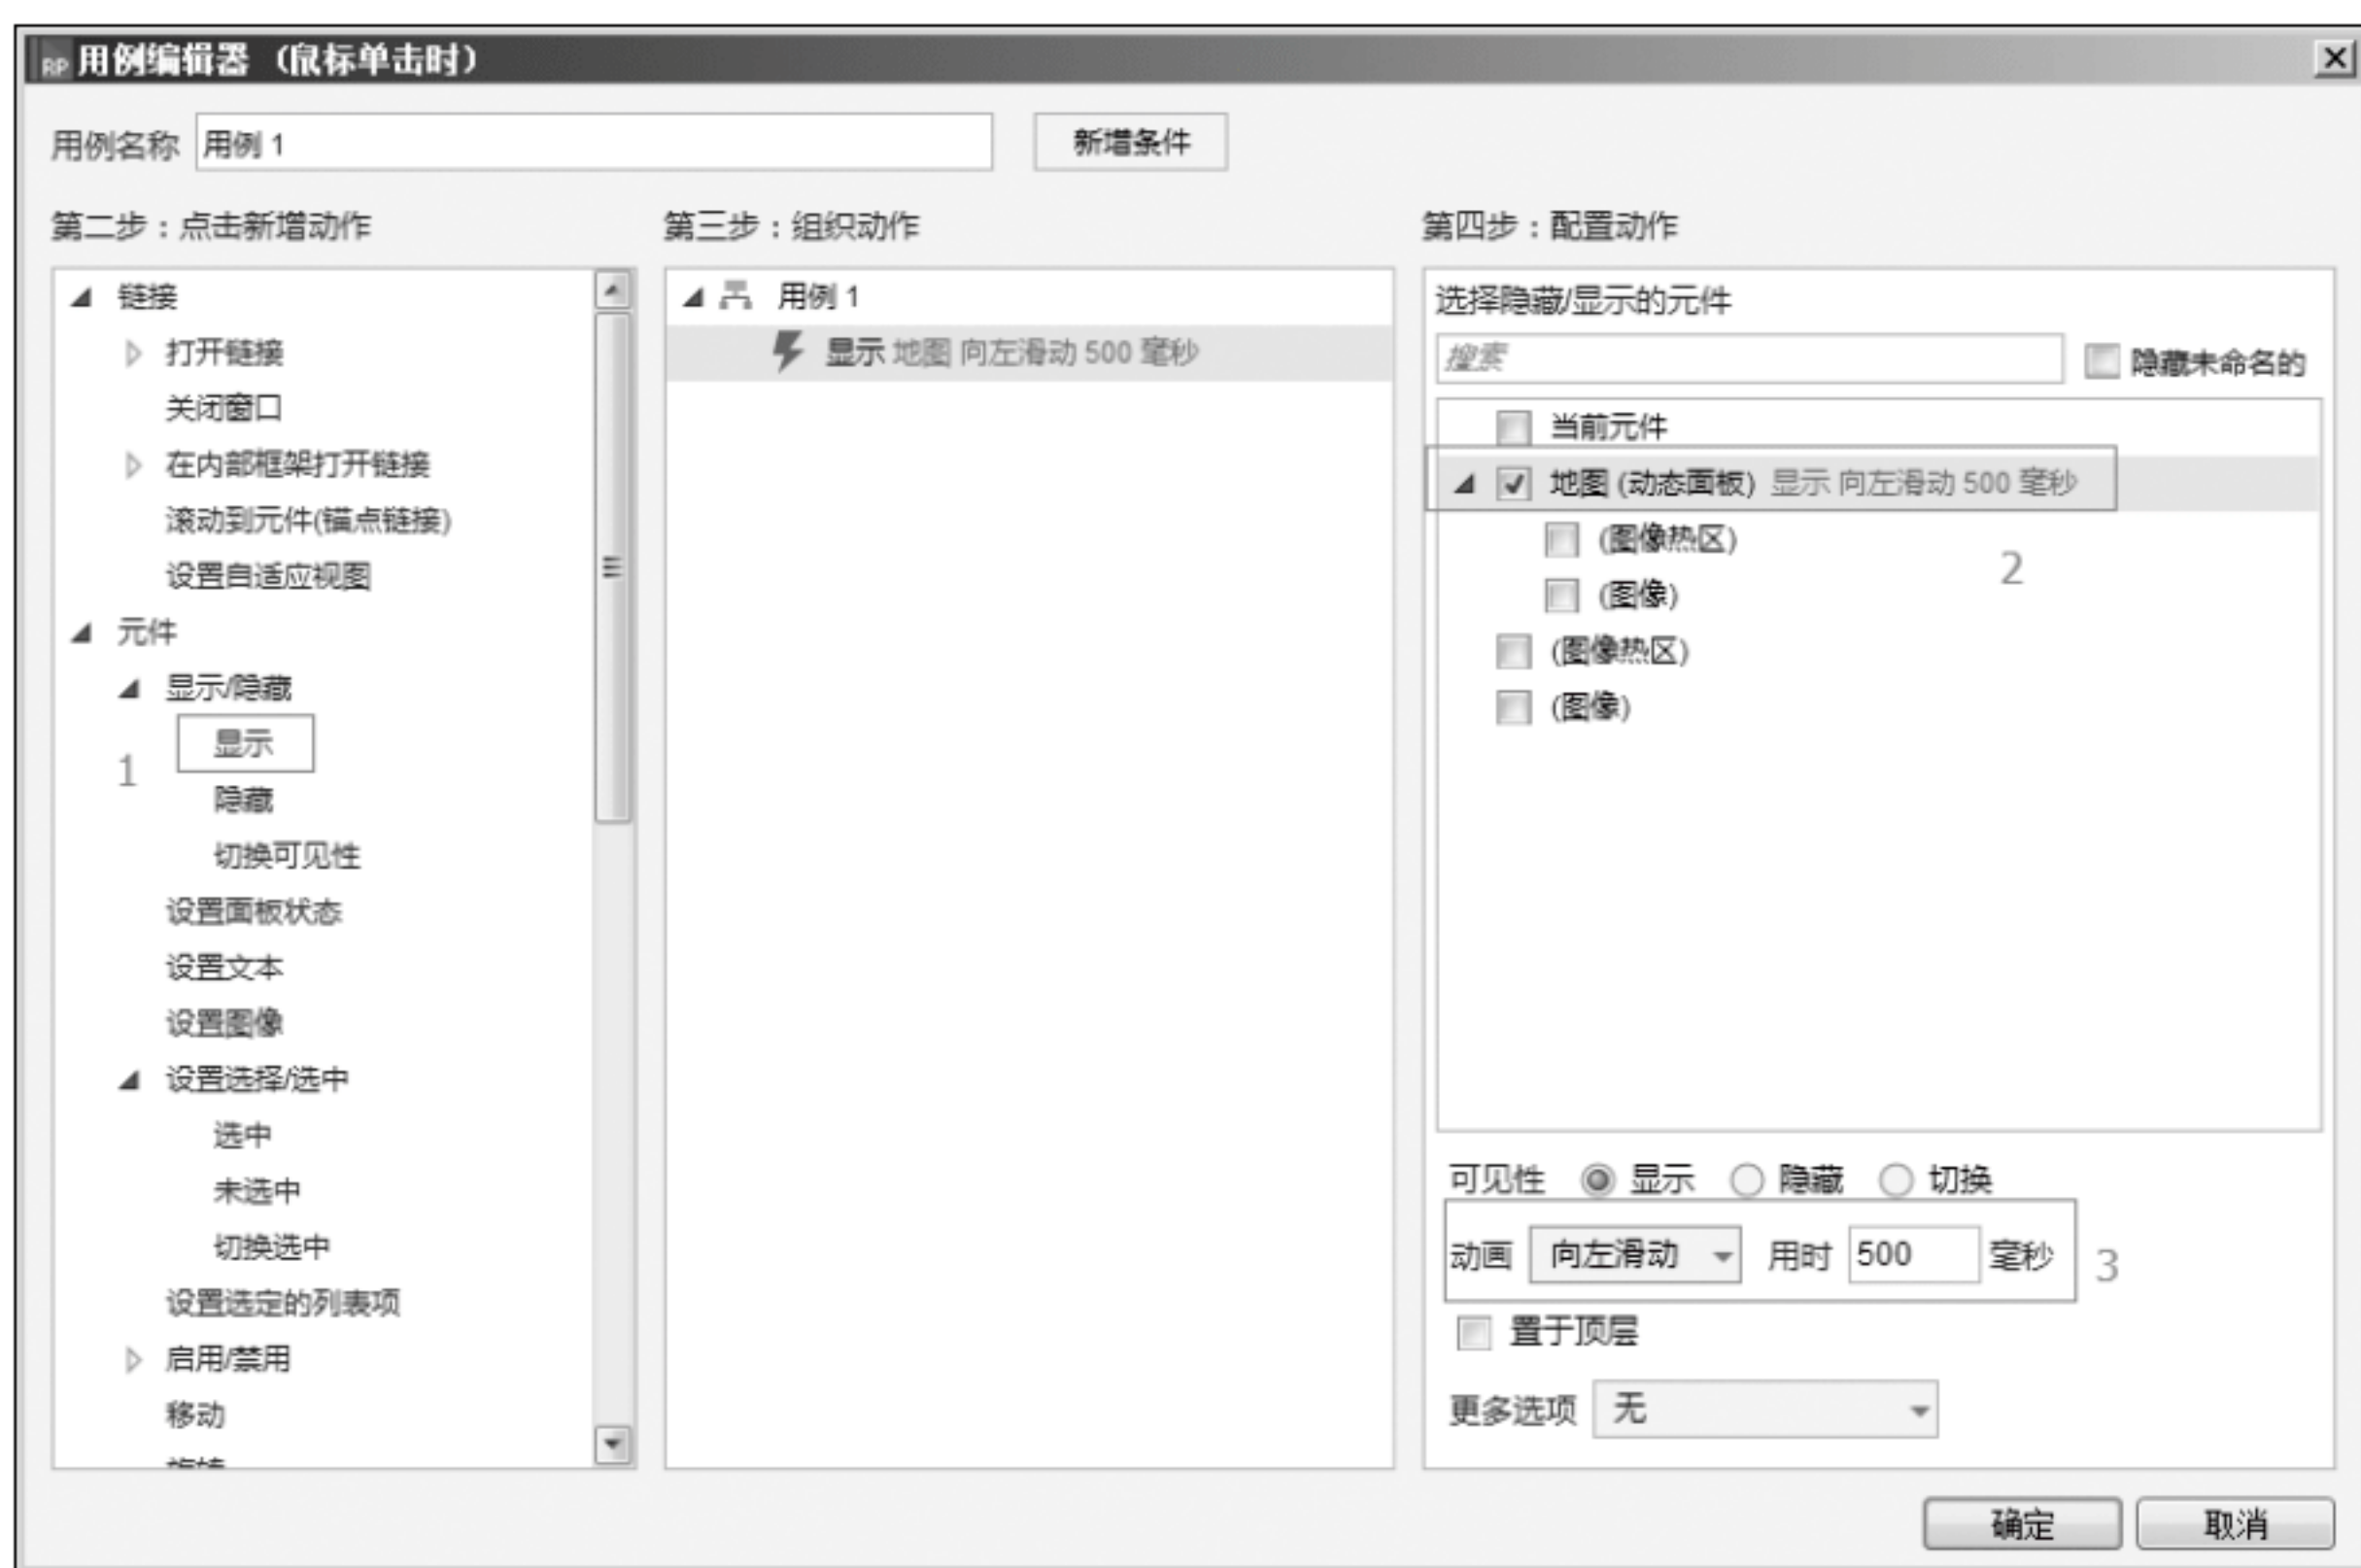 RP 用例编辑器 (鼠标单击时)
用例名称 用例 1 新增条件
第二步：点击新增动作
链接
打开链接
关闭窗口
在内部框架打开链接
滚动到元件(锚点链接)
设置自适应视图
元件
显示/隐藏
显示
1
隐藏
切换可见性
设置面板状态
设置文本
设置图像
设置选择/选中
选中
未选中
切换选中
设置选定的列表项
启用/禁用
移动
第三步：组织动作
用例 1
显示 地图 向左滑动 500 毫秒
第四步：配置动作
选择隐藏/显示的元件
搜索 隐藏未命名的
当前元件
地图 (动态面板) 显示 向左滑动 500 毫秒
(图像热区)
2
(图像)
(图像热区)
(图像)
可见性 显示 隐藏 切换
动画 向左滑动 用时 500 毫秒 3
置于顶层
更多选项 无
确定 取消